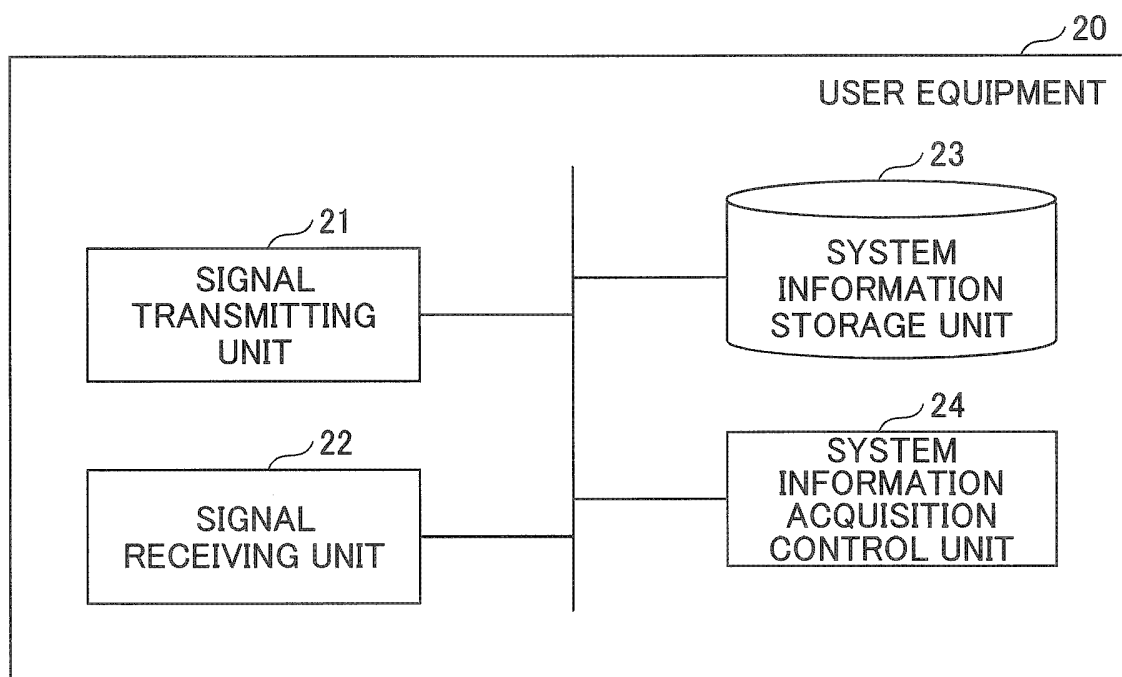 20
USER EQUIPMENT
21
SIGNAL
TRANSMITTING
UNIT
22
SIGNAL
RECEIVING UNIT
23
SYSTEM
INFORMATION
STORAGE UNIT
24
SYSTEM
INFORMATION
ACQUISITION
CONTROL UNIT